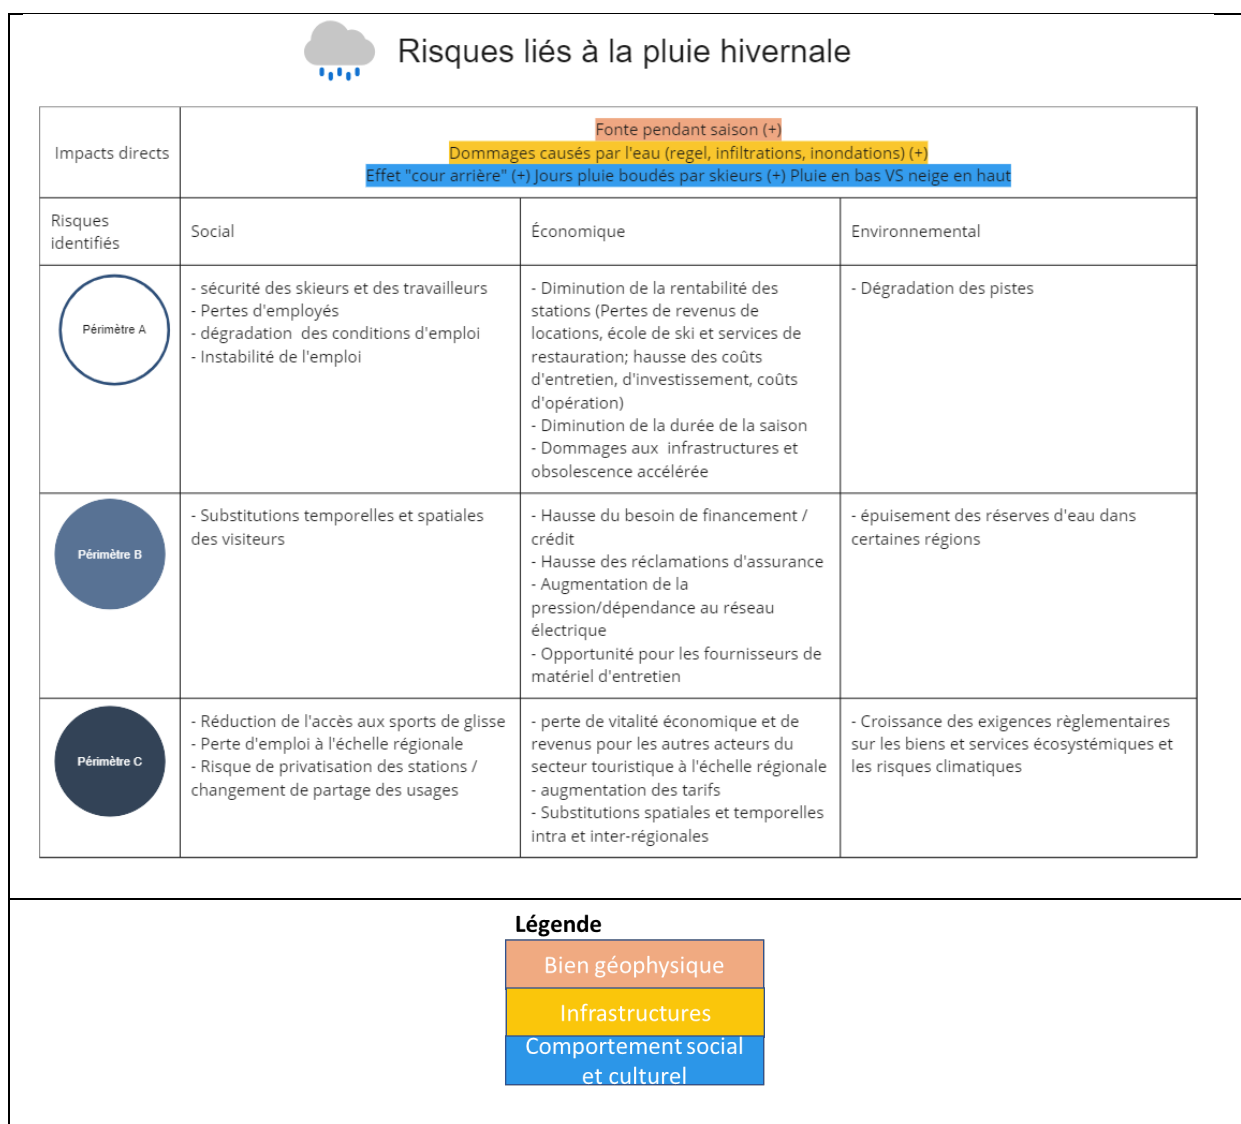 Risques liés à la pluie hivernale
Impacts directs
Fonte pendant saison (+)
Dommages causés par l'eau (regel, infiltrations, inondations) (+)
Effet "cour arrière" (+) Jours pluie boudés par skieurs (+) Pluie en bas VS neige en haut
Risques
identifiés
Social
Économique
Environnemental
Périmètre A
- sécurité des skieurs et des travailleurs
- Pertes d'employés
- dégradation  des conditions d'emploi
- Instabilité de l'emploi
- Diminution de la rentabilité des
stations (Pertes de revenus de
locations, école de ski et services de
restauration; hausse des coûts
d'entretien, d'investissement, coûts
d'opération)
- Diminution de la durée de la saison
- Dommages aux  infrastructures et
obsolescence accélérée
- Dégradation des pistes
Périmètre B
- Substitutions temporelles et spatiales
des visiteurs
- Hausse du besoin de financement /
crédit
- Hausse des réclamations d'assurance
- Augmentation de la
pression/dépendance au réseau
électrique
- Opportunité pour les fournisseurs de
matériel d'entretien
- épuisement des réserves d'eau dans
certaines régions
Périmètre C
- Réduction de l'accès aux sports de glisse
- Perte d'emploi à l'échelle régionale
- Risque de privatisation des stations /
changement de partage des usages
- perte de vitalité économique et de
revenus pour les autres acteurs du
secteur touristique à l'échelle régionale
- augmentation des tarifs
- Substitutions spatiales et temporelles
intra et inter-régionales
- Croissance des exigences règlementaires
sur les biens et services écosystémiques et
les risques climatiques
Légende
Bien géophysique
Infrastructures
Comportement social
et culturel